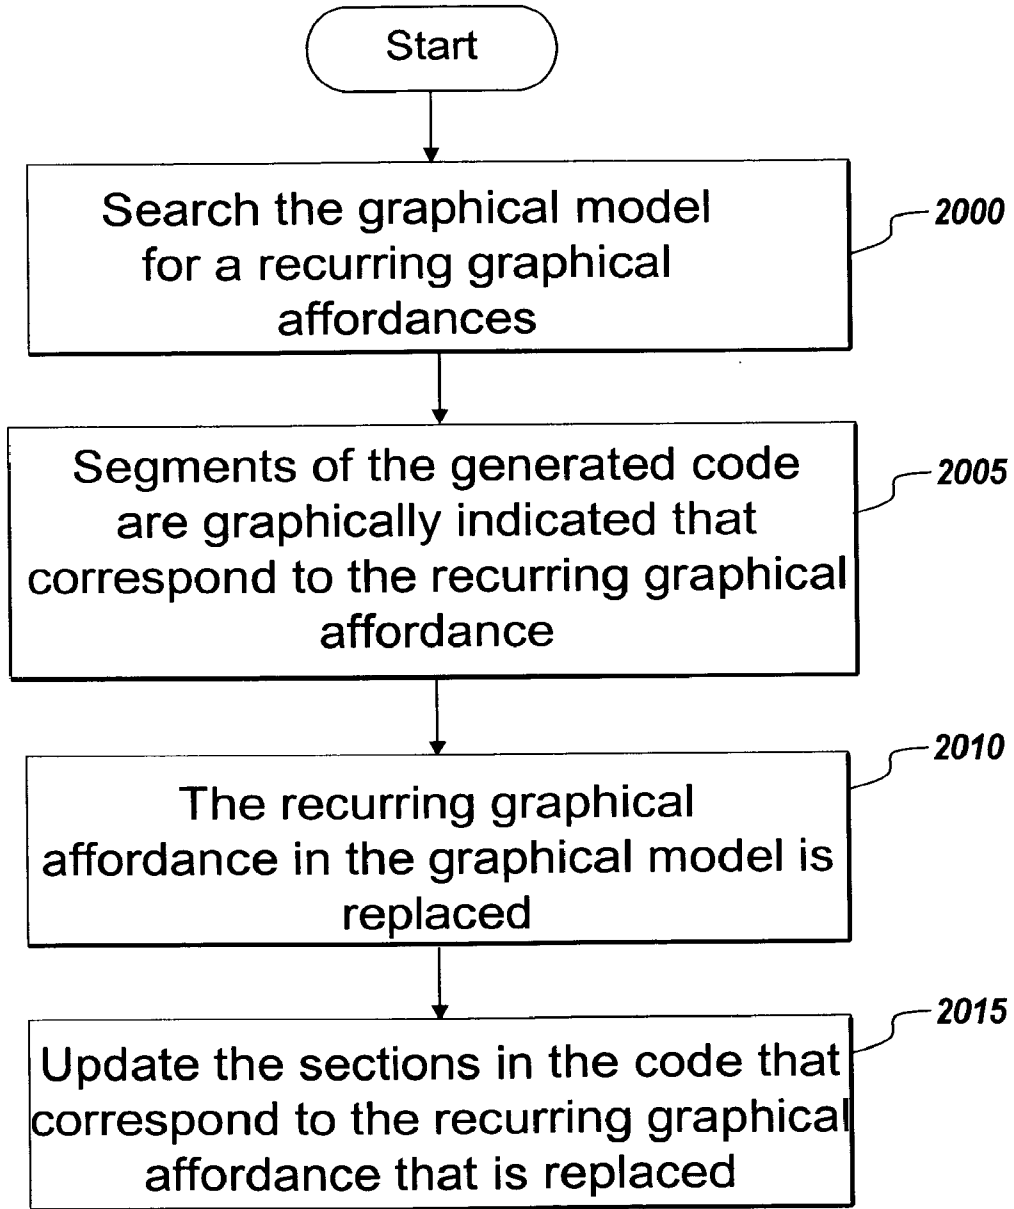 Start
Search the graphical model
for a recurring graphical
affordances
2000
Segments of the generated code
are graphically indicated that
correspond to the recurring graphical
affordance
2005
The recurring graphical
affordance in the graphical model is
replaced
2010
Update the sections in the code that
correspond to the recurring graphical
affordance that is replaced
2015